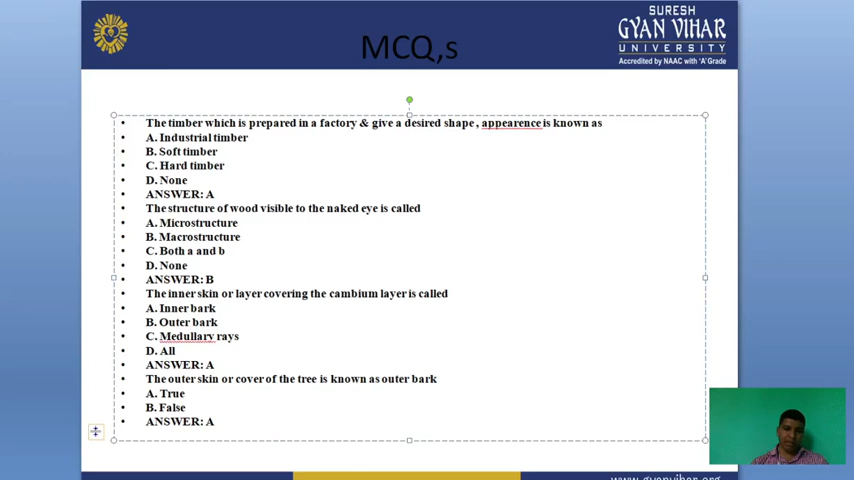 SURESH
GYAN VIHAR
UNIVERSITY
Accredited by NAAC with 'A' Grade
MCQ,s
• The timber which is prepared in a factory & give a desired shape , appearence is known as
• A. Industrial timber
• B. Soft timber
• C. Hard timber
• D. None
• ANSWER: A
• The structure of wood visible to the naked eye is called
• A. Microstructure
• B. Macrostructure
• C. Both a and b
• D. None
• ANSWER: B
• The inner skin or layer covering the cambium layer is called
• A. Inner bark
• B. Outer bark
• C. Medullary rays
• D. All
• ANSWER: A
• The outer skin or cover of the tree is known as outer bark
• A. True
• B. False
• ANSWER: A
www.gyanvihar.org